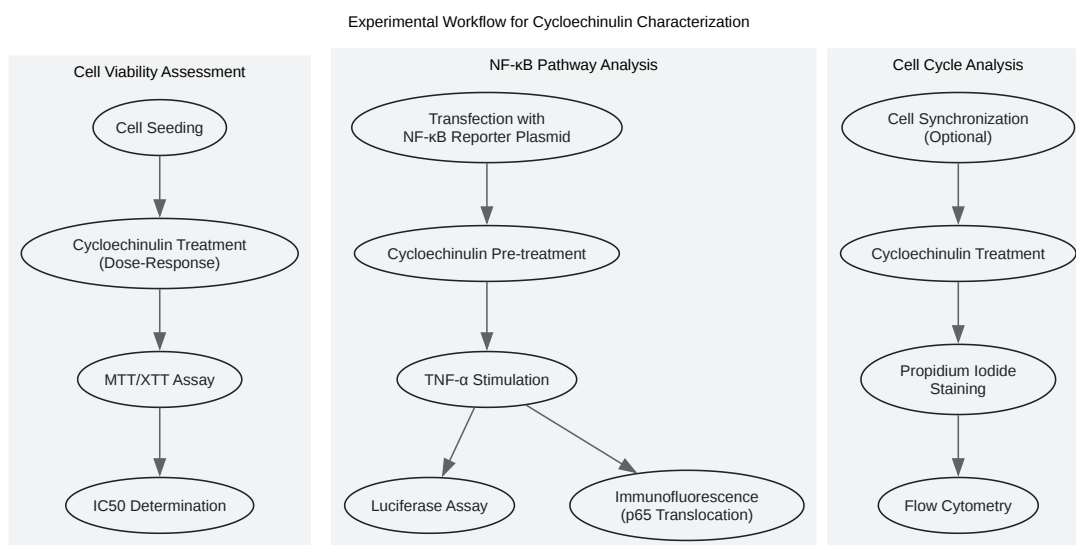 Experimental Workflow for Cycloechinulin Characterization
Cell Viability Assessment
Cell Seeding
Cycloechinulin Treatment
(Dose-Response)
MTT/XTT Assay
IC50 Determination
NF-κB Pathway Analysis
Transfection with
NF-κB Reporter Plasmid
Cycloechinulin Pre-treatment
TNF-α Stimulation
Luciferase Assay
Immunofluorescence
(p65 Translocation)
Cell Cycle Analysis
Cell Synchronization
(Optional)
Cycloechinulin Treatment
Propidium Iodide
Staining
Flow Cytometry